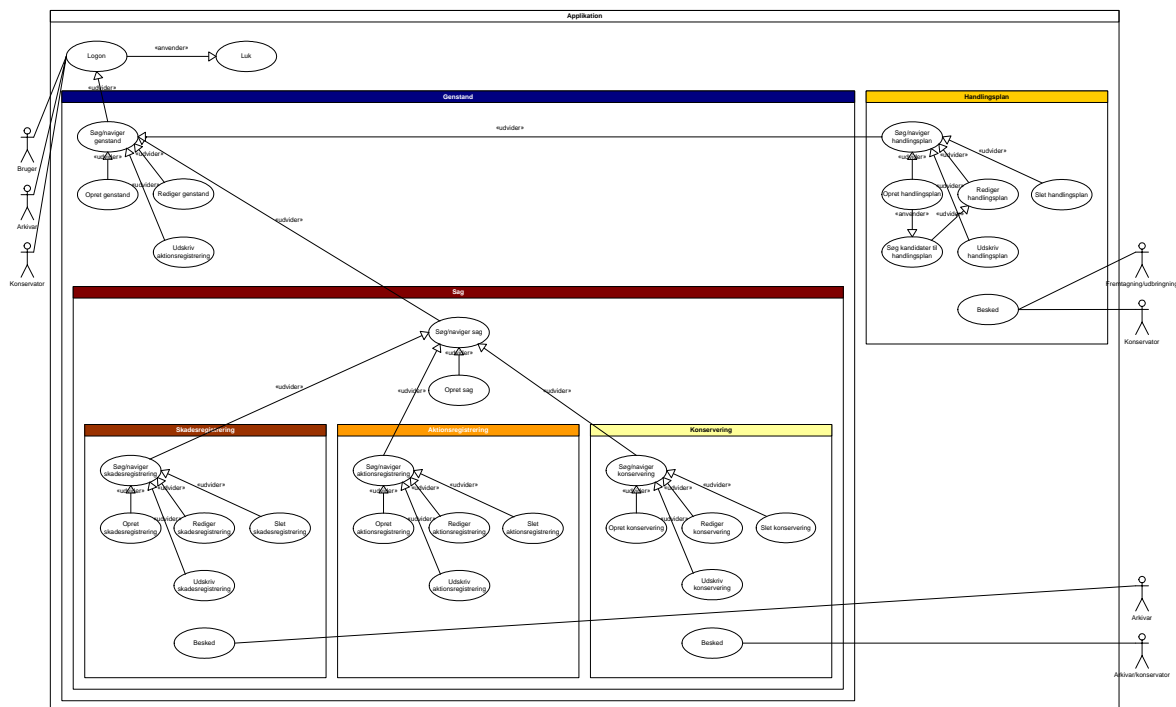 Applikation
Logon
«anvender»
Luk
«udvider»
Genstand
Handlingsplan
Søg/naviger
genstand
«udvider»
Søg/naviger
handlingsplan
«udvider»
«udvider»
«udvider»
«udvider»
«udvider»
Bruger
Opret genstand
«udvider»
Rediger genstand
Opret handlingsplan
«udvider»
Rediger
handlingsplan
Slet handlingsplan
Arkivar
«udvider»
«anvender»
«udvider»
Udskriv
aktionsregistrering
Søg kandidater til
handlingsplan
Udskriv
handlingsplan
Konservator
Fremtagning/udbringning
Sag
Besked
Søg/naviger sag
Konservator
«udvider»
«udvider»
Opret sag
«udvider»
«udvider»
Skadesregistrering
Aktionsregistrering
Konservering
Søg/naviger
skadesregistrering
Søg/naviger
aktionsregistrering
Søg/naviger
konservering
«udvider»
«udvider»
«udvider»
«udvider»
«udvider»
«udvider»
Opret
skadesregistrering
«udvider»
Rediger
skadesregistrering
Slet
skadesregistrering
Opret
aktionsregistrering
«udvider»
Rediger
aktionsregistrering
Slet
aktionsregistrering
Opret konservering
«udvider»
Rediger
konservering
Slet konservering
Udskriv
skadesregistrering
Udskriv
aktionsregistrering
Udskriv
konservering
Arkivar
Besked
Besked
Arkivar/konservator